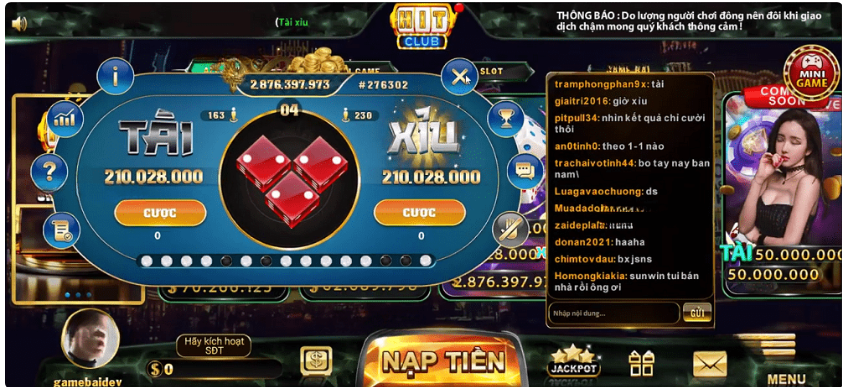 (Tài xỉu
HIT
CLUB
THÔNG BÁO : Do lượng người chơi đông nên đôi khi giao
dịch chậm mong quý khách thông cảm !
GAME
SLOT
MINI
GAME
COMING
SOON
2.876.397.973
#276302
163
04
230
TÀI
XỈU
210.028.000
210.028.000
CƯỢC
CƯỢC
0
0
tramphongphan9x: tài
giaitri2016: giờ xiu
pitpull34: nhìn kết quả chỉ cười
thôi
an0tinh0: theo 1-1 nào
trachaivotinh44: bo tay nay ban
nam\
Luagavaochuong: ds
zaideplafa:
donan2021: haaha
chimtovdau: bxjsns
Homongkiakia: sunwin tui bán
nhà rồi ông ơi
Nhập nội dung...
GỬI
TÀI
50.000.000
50.000.000
2.876.397.97
gamebaidev
Hãy kích hoạt
SĐT
$ 0
NẠP TIỀN
JACKPOT
MENU